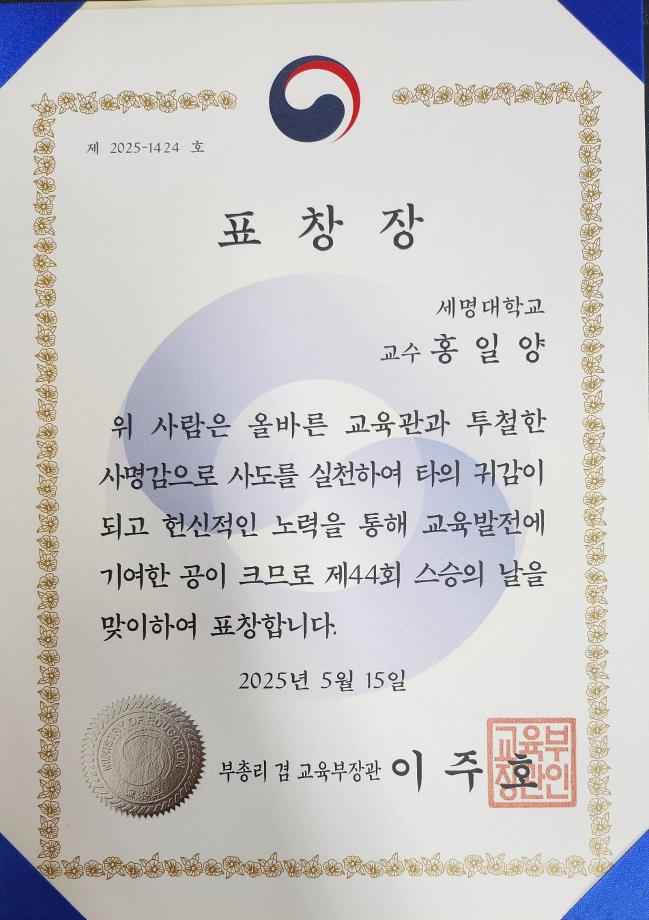 제 2025-1424 호
표 창 장
세명대학교
교수 홍 일 양
위 사람은 올바른 교육관과 투철한
사명감으로 사도를 실천하여 타의 귀감이
되고 헌신적인 노력을 통해 교육발전에
기여한 공이 크므로 제44회 스승의 날을
맞이하여 표창합니다.
2025년 5월 15일
MINISTRY OF EDUCATION
부총리 겸 교육부장관 이 주 호
교육부
장관인